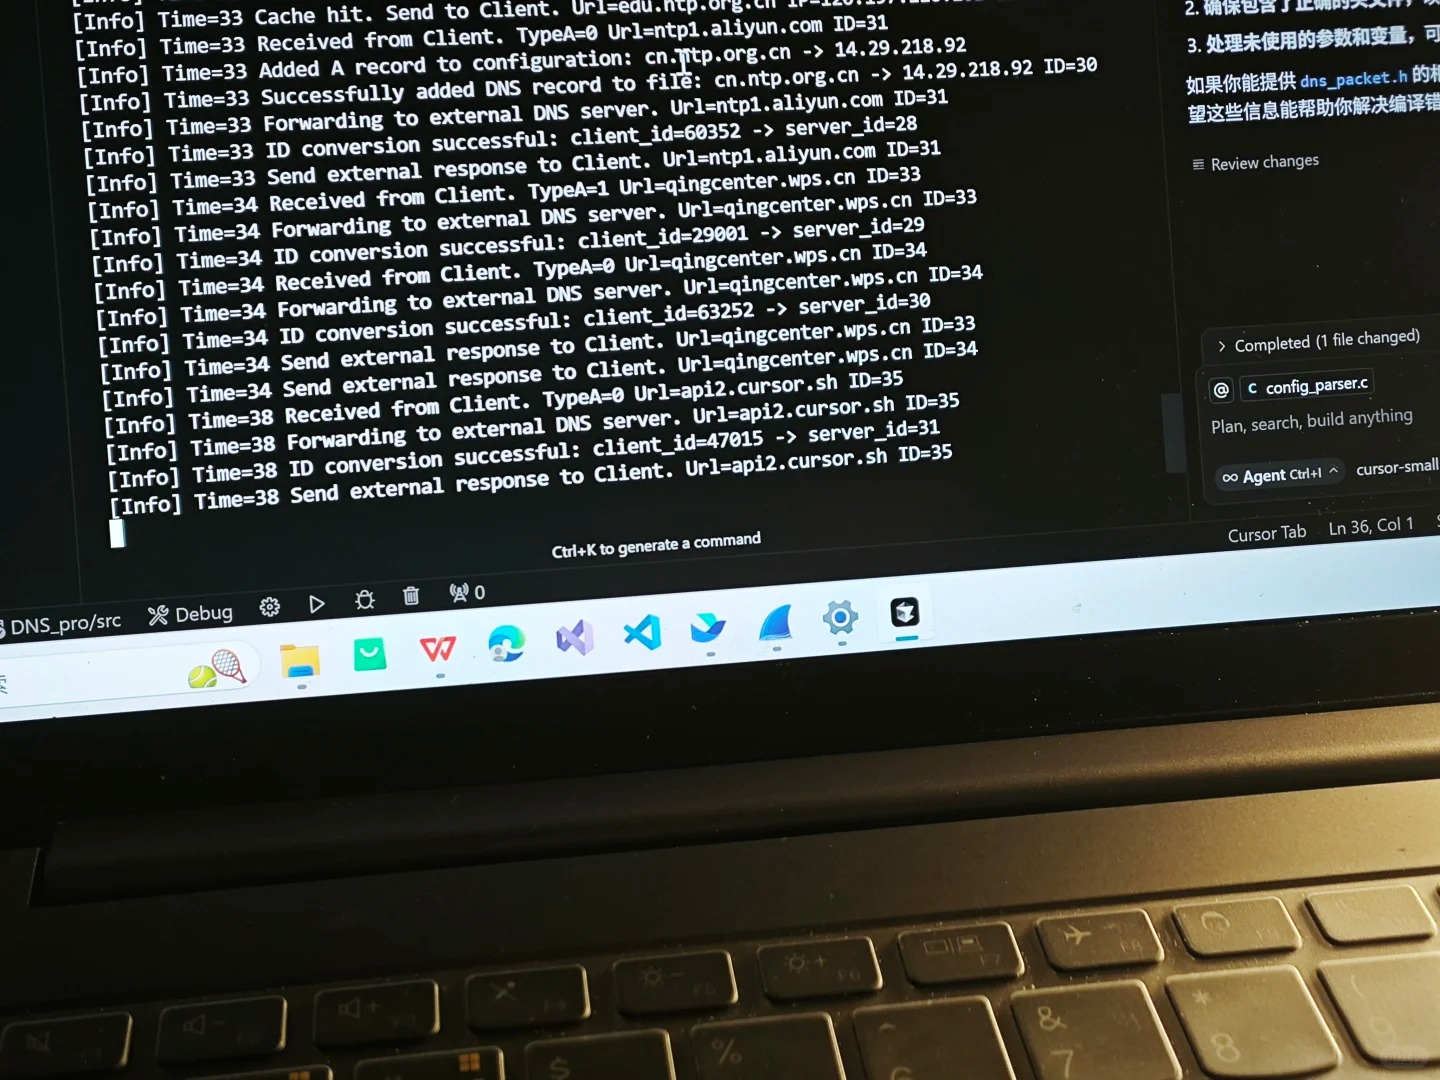 [Info] Time=33 Cache hit. Send to Client. Url=edu.ntp.org.cn
[Info] Time=33 Received from Client. TypeA=0 Url=ntp1.aliyun.com ID=31
[Info] Time=33 Added A record to configuration: cn.ntp.org.cn -> 14.29.218.92
[Info] Time=33 Successfully added DNS record to file: cn.ntp.org.cn -> 14.29.218.92 ID=30
[Info] Time=33 Forwarding to external DNS server. Url=ntp1.aliyun.com ID=31
[Info] Time=33 ID conversion successful: client_id=60352 -> server_id=28
[Info] Time=33 Send external response to Client. Url=ntp1.aliyun.com ID=31
[Info] Time=34 Received from Client. TypeA=1 Url=qingcenter.wps.cn ID=33
[Info] Time=34 Forwarding to external DNS server. Url=qingcenter.wps.cn ID=33
[Info] Time=34 ID conversion successful: client_id=29001 -> server_id=29
[Info] Time=34 Received from Client. TypeA=0 Url=qingcenter.wps.cn ID=34
[Info] Time=34 Forwarding to external DNS server. Url=qingcenter.wps.cn ID=34
[Info] Time=34 ID conversion successful: client_id=63252 -> server_id=30
[Info] Time=34 Send external response to Client. Url=qingcenter.wps.cn ID=33
[Info] Time=34 Send external response to Client. Url=qingcenter.wps.cn ID=34
[Info] Time=38 Received from Client. TypeA=0 Url=api2.cursor.sh ID=35
[Info] Time=38 Forwarding to external DNS server. Url=api2.cursor.sh ID=35
[Info] Time=38 ID conversion successful: client_id=47015 -> server_id=31
[Info] Time=38 Send external response to Client. Url=api2.cursor.sh ID=35
Ctrl+K to generate a command
2. 确保包含了正确的头文件,
3. 处理未使用的参数和变量,可
如果你能提供 dns_packet.h 的相
望这些信息能帮助你解决编译错
Review changes
Completed (1 file changed)
@ C config_parser.c
Plan, search, build anything
Agent Ctrl+I cursor-small
Cursor Tab Ln 36, Col 1
DNS_pro/src Debug 0
F5 F6 F7 F8
$ % & 7 * 8 ( 9